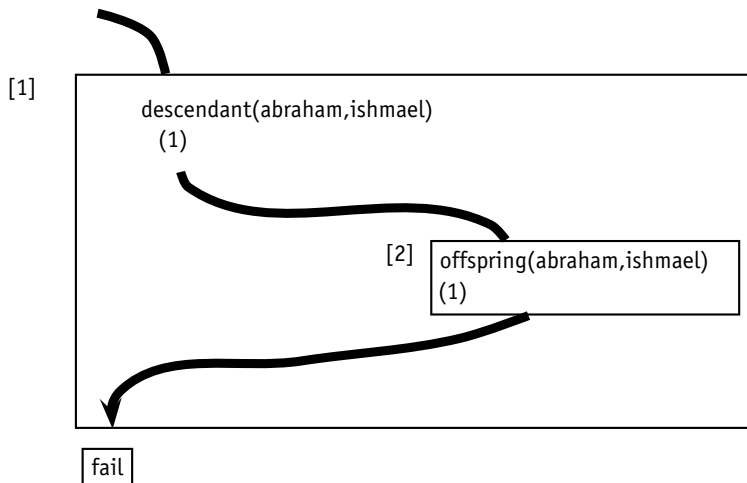 [1]
descendant(abraham,ishmael)
(1)
[2]
offspring(abraham,ishmael)
(1)
fail